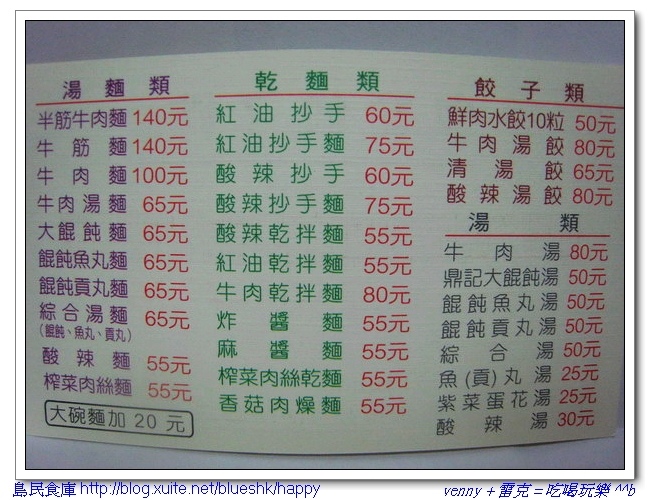 湯麵類
半筋牛肉麵 140元
牛筋麵 140元
牛肉麵 100元
牛肉湯麵 65元
大餛飩麵 65元
餛飩魚丸麵 65元
餛飩貢丸麵 65元
綜合湯麵 65元
(餛飩、魚丸、貢丸)
酸辣麵 55元
榨菜肉絲麵 55元
大碗麵加 20 元
乾麵類
紅油抄手 60元
紅油抄手麵 75元
酸辣抄手 60元
酸辣抄手麵 75元
酸辣乾拌麵 55元
紅油乾拌麵 55元
牛肉乾拌麵 80元
炸醬麵 55元
麻醬麵 55元
榨菜肉絲乾麵 55元
香菇肉燥麵 55元
餃子類
鮮肉水餃10粒 50元
牛肉湯餃 80元
清湯餃 65元
酸辣湯餃 80元
湯類
牛肉湯 80元
鼎記大餛飩湯 50元
餛飩魚丸湯 50元
餛飩貢丸湯 50元
綜合湯 50元
魚(貢)丸湯 25元
紫菜蛋花湯 25元
酸辣湯 30元
島民食庫 http://blog.xuite.net/blueshk/happy
venny + 雷克 = 吃喝玩樂 ^^b